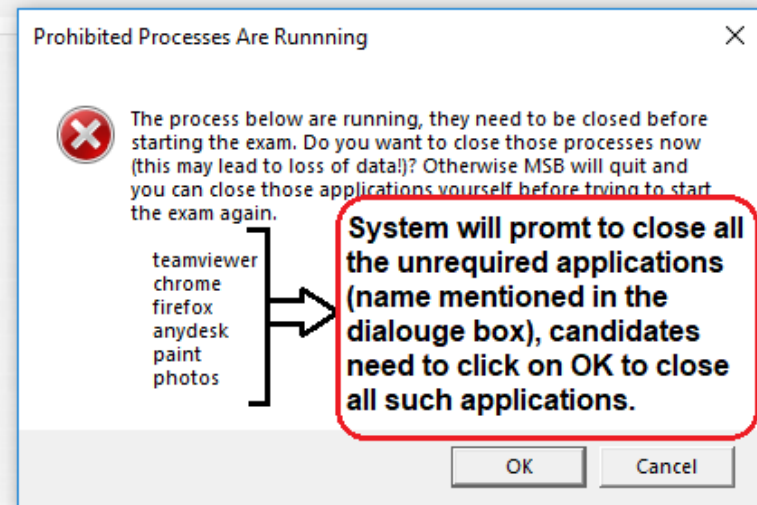 Prohibited Processes Are Runnning
The process below are running, they need to be closed before
starting the exam. Do you want to close those processes now
(this may lead to loss of data!)? Otherwise MSB will quit and
you can close those applications yourself before trying to start
the exam again.
teamviewer
chrome
firefox
anydesk
paint
photos
System will promt to close all
the unrequired applications
(name mentioned in the
dialouge box), candidates
need to click on OK to close
all such applications.
OK
Cancel